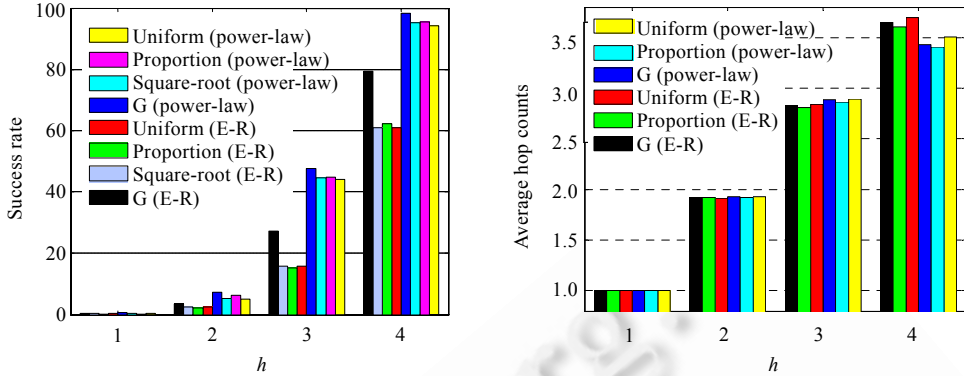 100
80
60
40
20
0
Success rate
Uniform (power-law)
Proportion (power-law)
Square-root (power-law)
G (power-law)
Uniform (E-R)
Proportion (E-R)
Square-root (E-R)
G (E-R)
1 2 3 4
h
3.5
3.0
2.5
2.0
1.5
1.0
Average hop counts
Uniform (power-law)
Proportion (power-law)
G (power-law)
Uniform (E-R)
Proportion (E-R)
G (E-R)
1 2 3 4
h